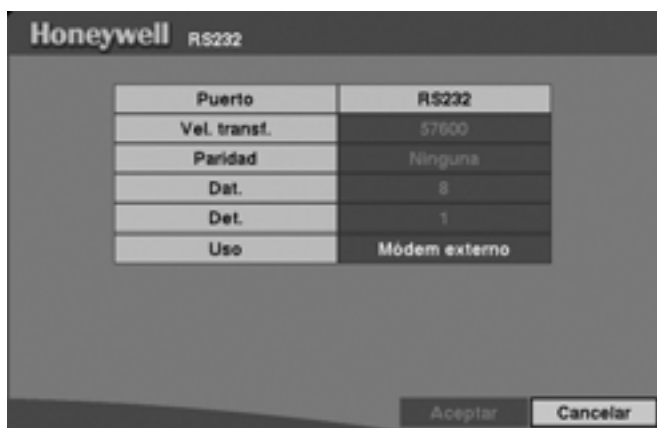 Honeywell RS232
Puerto RS232
Vel. transf. 57600
Paridad Ninguna
Dat. 8
Det. 1
Uso Módem externo
Aceptar Cancelar